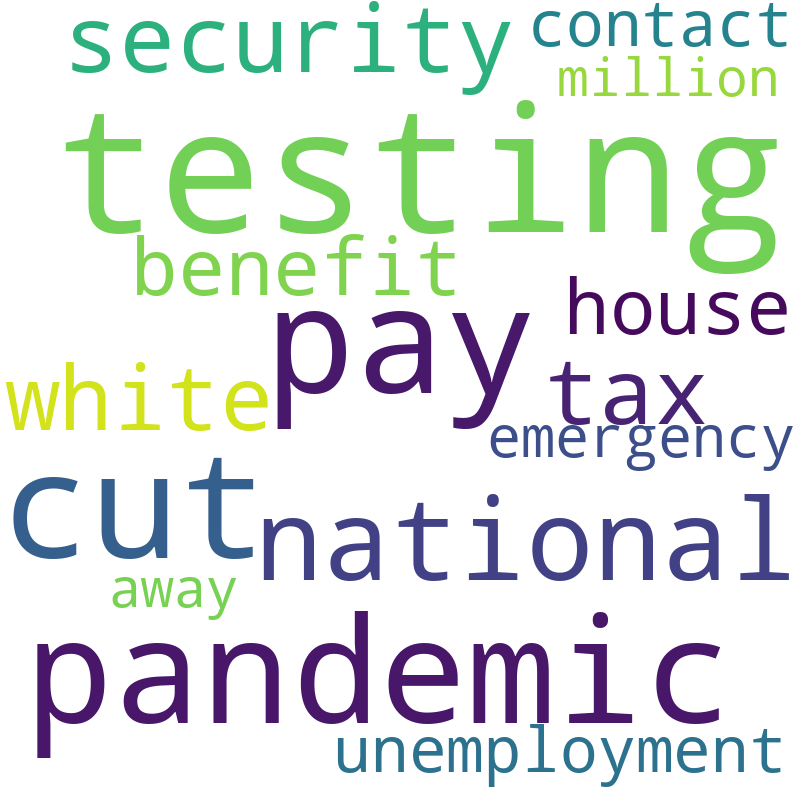 security contact
million
testing
benefit
house
pay
white tax
emergency
cut
national
away
pandemic
unemployment